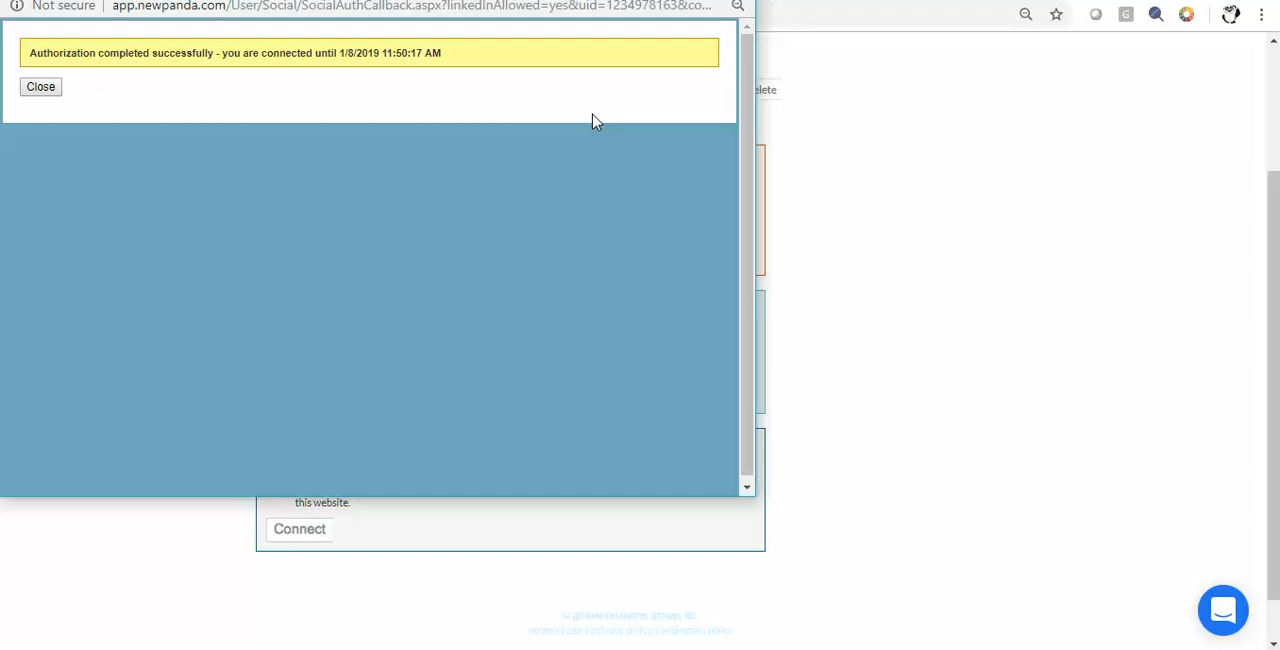 Not secure | app.newpanda.com/User/Social/SocialAuthCallback.aspx?linkedInAllowed=yes&uid=1234978163&co...
Authorization completed successfully - you are connected until 1/8/2019 11:50:17 AM
Close
elete
this website.
Connect